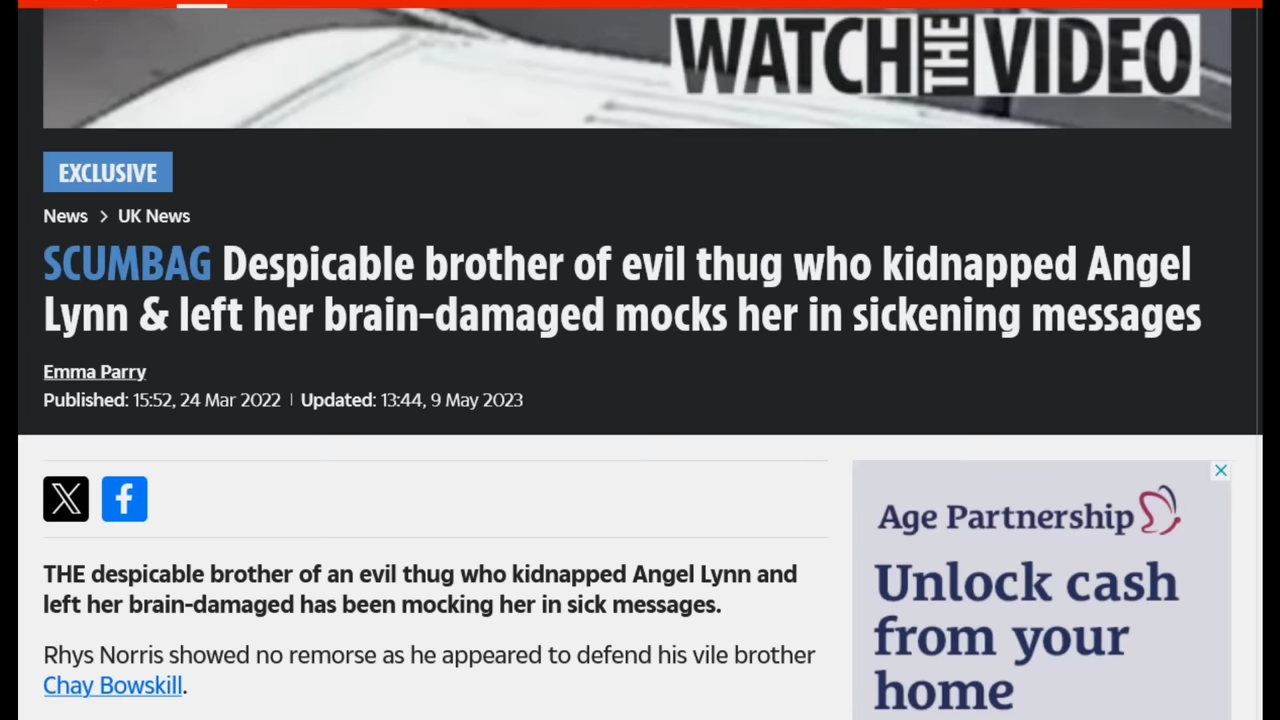 WATCH THE VIDEO
EXCLUSIVE
News > UK News
SCUMBAG Despicable brother of evil thug who kidnapped Angel
Lynn & left her brain-damaged mocks her in sickening messages
Emma Parry
Published: 15:52, 24 Mar 2022 | Updated: 13:44, 9 May 2023
THE despicable brother of an evil thug who kidnapped Angel Lynn and
left her brain-damaged has been mocking her in sick messages.
Rhys Norris showed no remorse as he appeared to defend his vile brother
Chay Bowskill.
Age Partnership
Unlock cash
from your
home